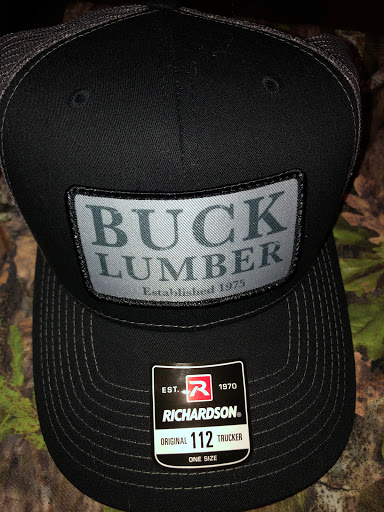 BUCK
LUMBER
Established 1975
EST. R 1970
RICHARDSON®
ORIGINAL 112 TRUCKER
ONE SIZE